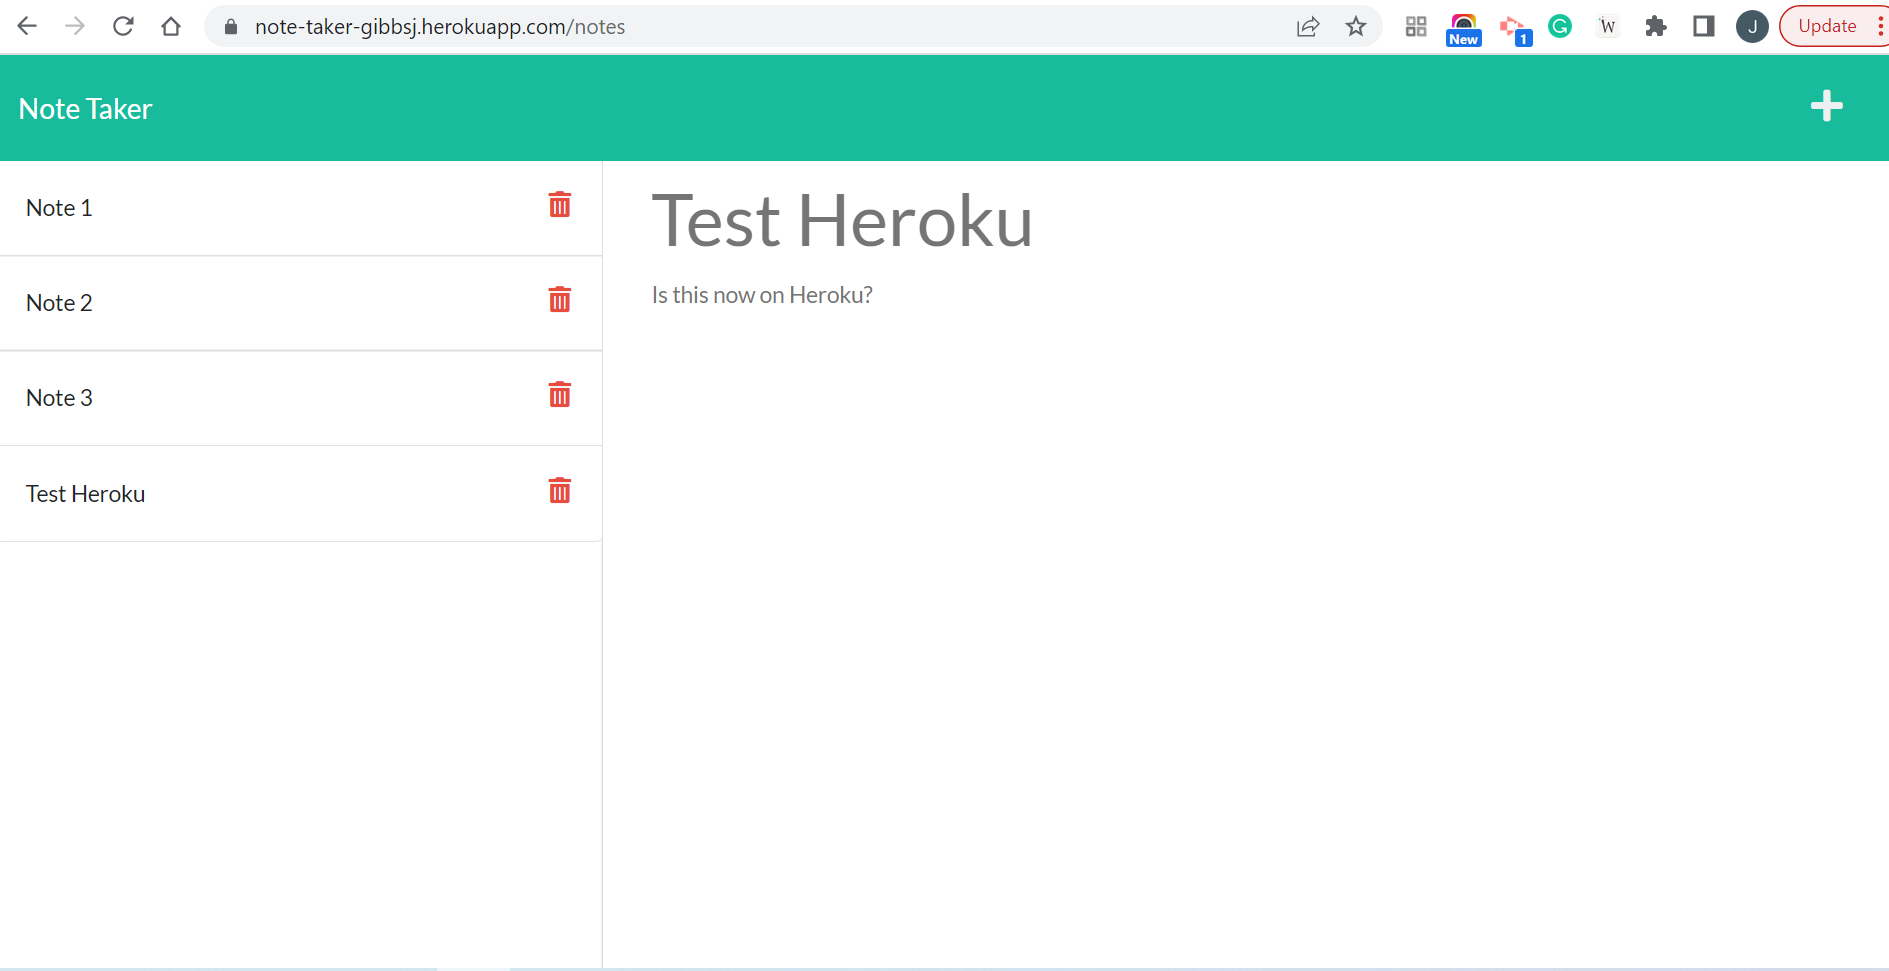 note-taker-gibbsj.herokuapp.com/notes
New
1
G
W
J
Update
Note Taker
Note 1
Note 2
Note 3
Test Heroku
Test Heroku
Is this now on Heroku?